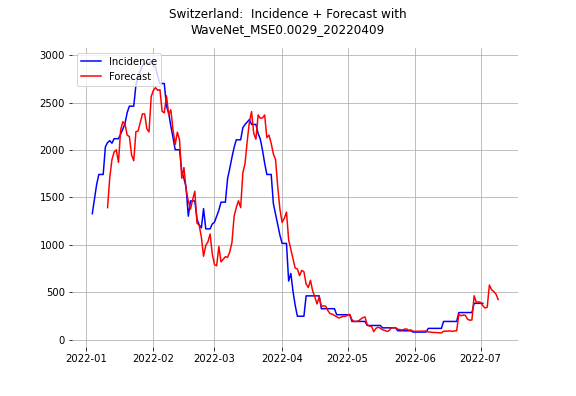 Switzerland:  Incidence + Forecast with
WaveNet_MSE0.0029_20220409
Incidence
Forecast
3000
2500
2000
1500
1000
500
0
2022-01 2022-02 2022-03 2022-04 2022-05 2022-06 2022-07